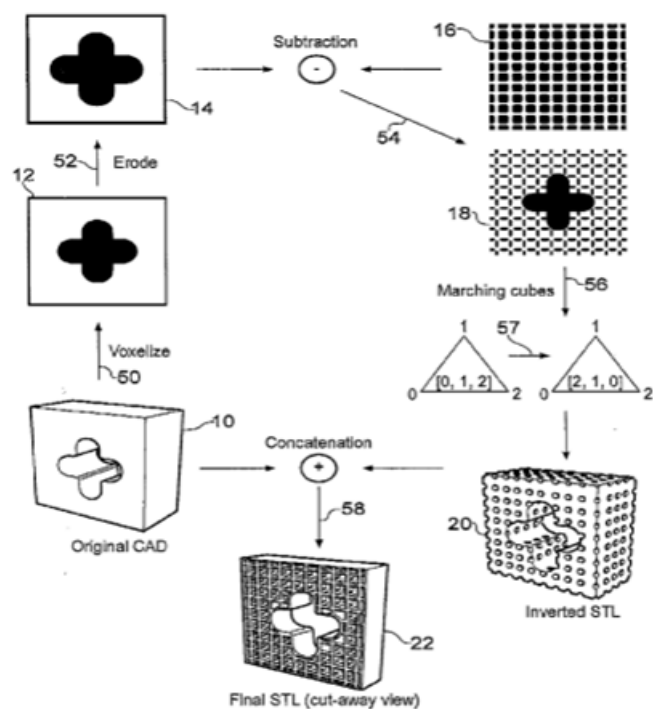 Subtraction
16
-
14
54
52
Erode
12
18
56
Marching cubes
57
1
1
Voxelize
50
[0, 1, 2]
[2, 1, 0]
0
2
0
2
10
Concatenation
+
58
20
Original CAD
Inverted STL
22
Final STL (cut-away view)